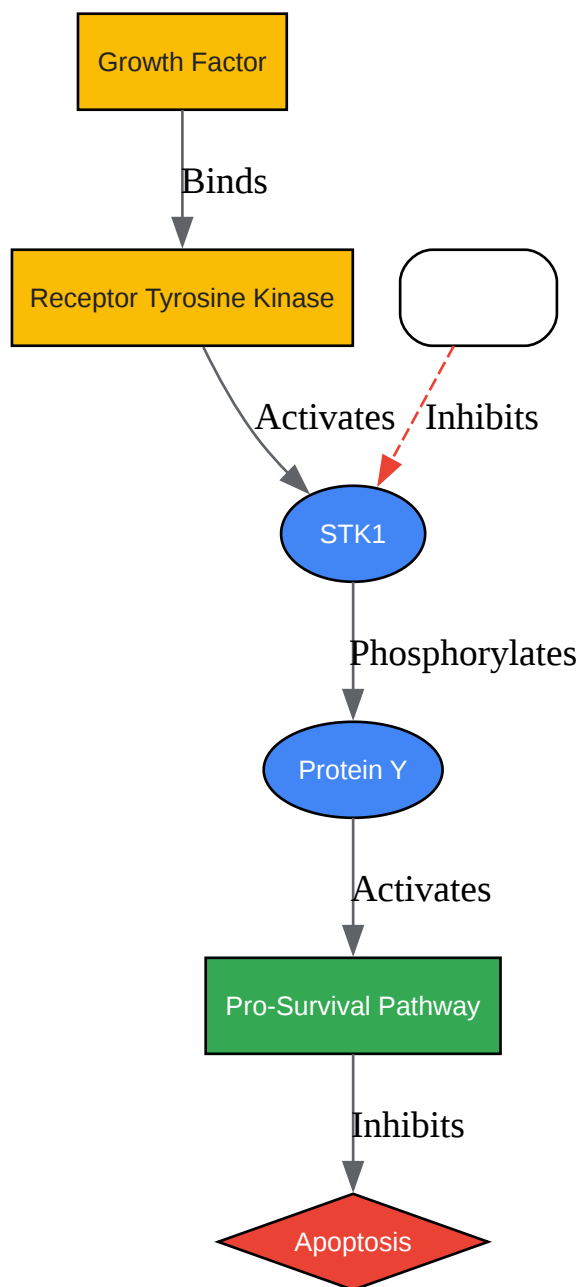 Growth Factor
Binds
Receptor Tyrosine Kinase
Activates
Inhibits
STK1
Phosphorylates
Protein Y
Activates
Pro-Survival Pathway
Inhibits
Apoptosis